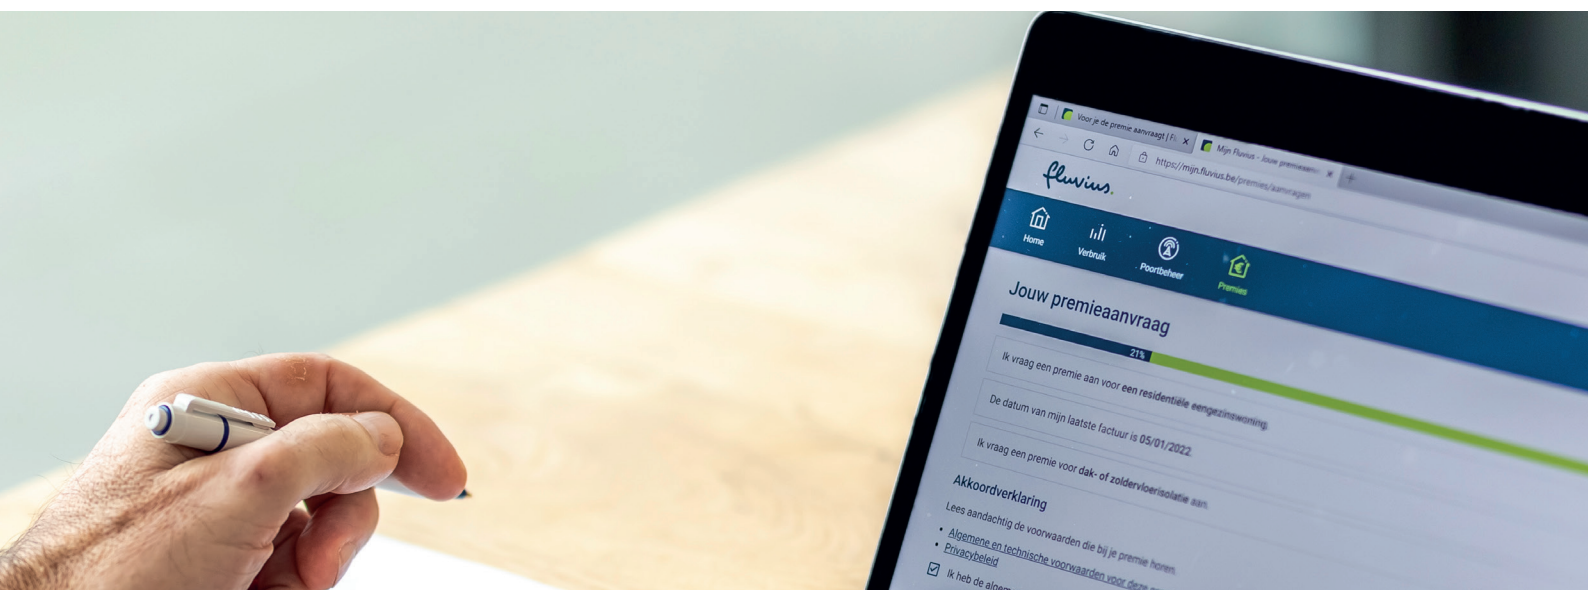 Voor je de premie aanvraagt | Fl
Mijn Fluvius - Jouw premieaanv
https://mijn.fluvius.be/premies/aanvragen
fluvius.
Home
Verbruik
Poortbeheer
Premies
Jouw premieaanvraag
21%
Ik vraag een premie aan voor een residentiële eengezinswoning.
De datum van mijn laatste factuur is 05/01/2022.
Ik vraag een premie voor dak- of zoldervloerisolatie aan.
Akkoordverklaring
Lees aandachtig de voorwaarden die bij je premie horen.
• Algemene en technische voorwaarden voor deze
• Privacybeleid
Ik heb de algem